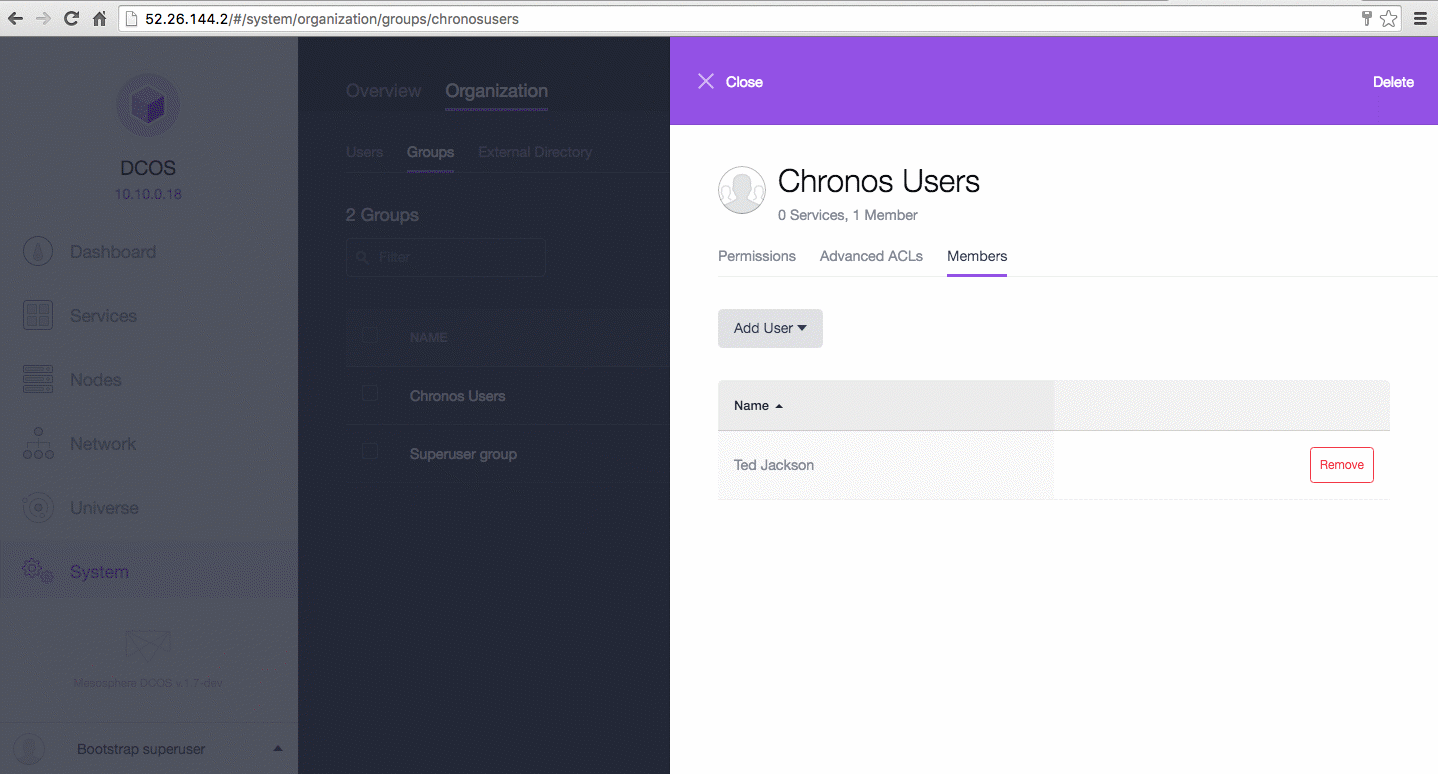 52.26.144.2/#/system/organization/groups/chronosusers
DCOS
10.10.0.18
Dashboard
Services
Nodes
Network
Universe
System
Mesosphere DCOS v.1.7-dev
Bootstrap superuser
Overview Organization
Users Groups External Directory
2 Groups
Filter
NAME
Chronos Users
Superuser group
Close Delete
Chronos Users
0 Services, 1 Member
Permissions Advanced ACLs Members
Add User
Name
Ted Jackson Remove